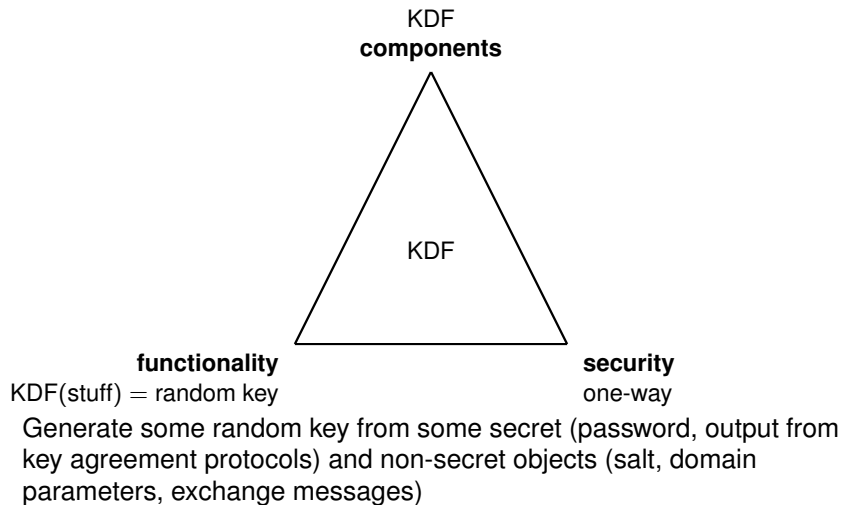 KDF
components
KDF
functionality
security
KDF(stuff) = random key
one-way
Generate some random key from some secret (password, output from
key agreement protocols) and non-secret objects (salt, domain
parameters, exchange messages)